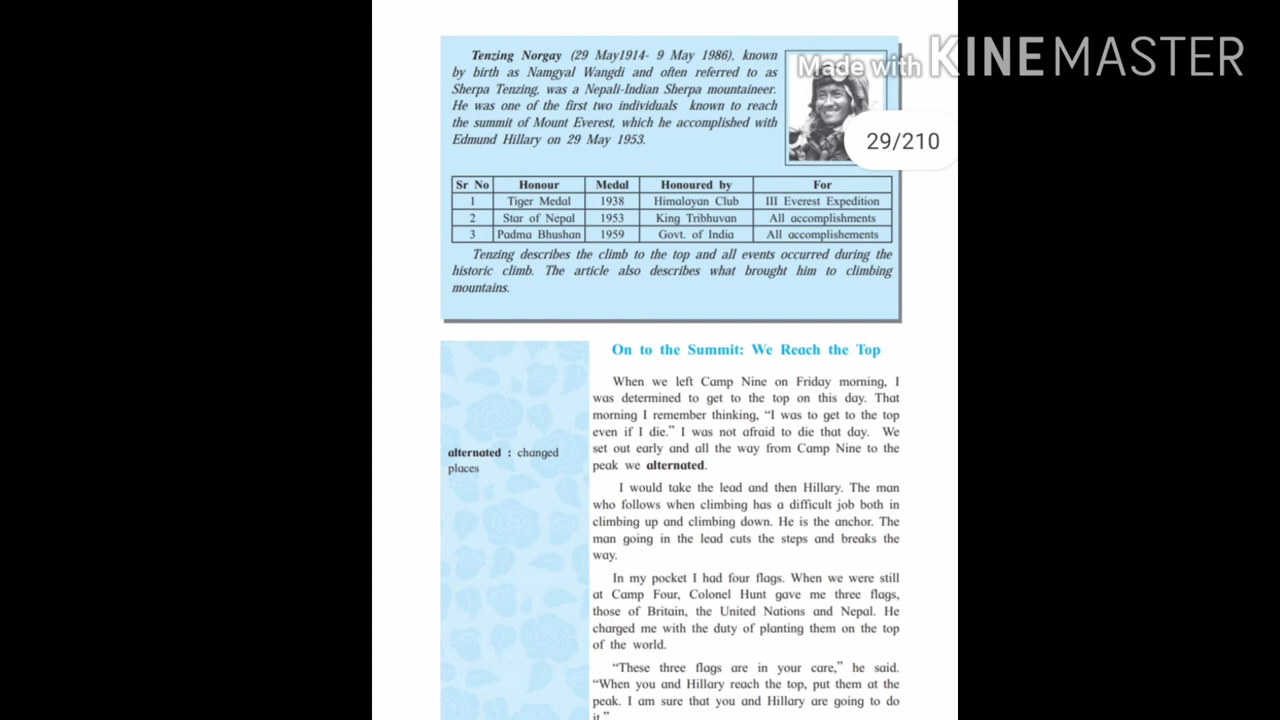 Made with KINEMASTER
29/210
Tenzing Norgay (29 May1914- 9 May 1986), known
by birth as Namgyal Wangdi and often referred to as
Sherpa Tenzing, was a Nepali-Indian Sherpa mountaineer.
He was one of the first two individuals known to reach
the summit of Mount Everest, which he accomplished with
Edmund Hillary on 29 May 1953.
Sr No Honour Medal Honoured by For
1 Tiger Medal 1938 Himalayan Club III Everest Expedition
2 Star of Nepal 1953 King Tribhuvan All accomplishments
3 Padma Bhushan 1959 Govt. of India All accomplishements
Tenzing describes the climb to the top and all events occurred during the
historic climb. The article also describes what brought him to climbing
mountains.
alternated : changed
places
On to the Summit: We Reach the Top
When we left Camp Nine on Friday morning, I
was determined to get to the top on this day. That
morning I remember thinking, “I was to get to the top
even if I die.” I was not afraid to die that day. We
set out early and all the way from Camp Nine to the
peak we alternated.
I would take the lead and then Hillary. The man
who follows when climbing has a difficult job both in
climbing up and climbing down. He is the anchor. The
man going in the lead cuts the steps and breaks the
way.
In my pocket I had four flags. When we were still
at Camp Four, Colonel Hunt gave me three flags,
those of Britain, the United Nations and Nepal. He
charged me with the duty of planting them on the top
of the world.
“These three flags are in your care,” he said.
“When you and Hillary reach the top, put them at the
peak. I am sure that you and Hillary are going to do
it.”